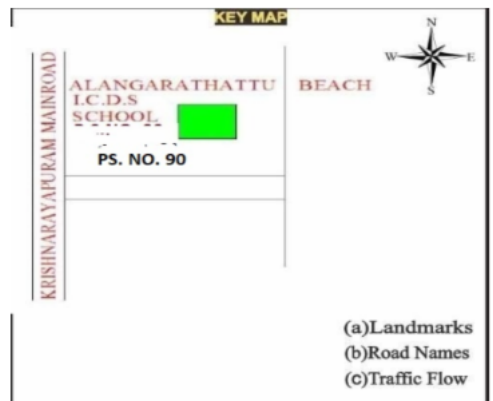 KEY MAP
N
W E
S
KRISHNARAYAPURAM MAINROAD
ALANGARATHATTU BEACH
I.C.D.S
SCHOOL
PS. NO. 90
(a)Landmarks
(b)Road Names
(c)Traffic Flow